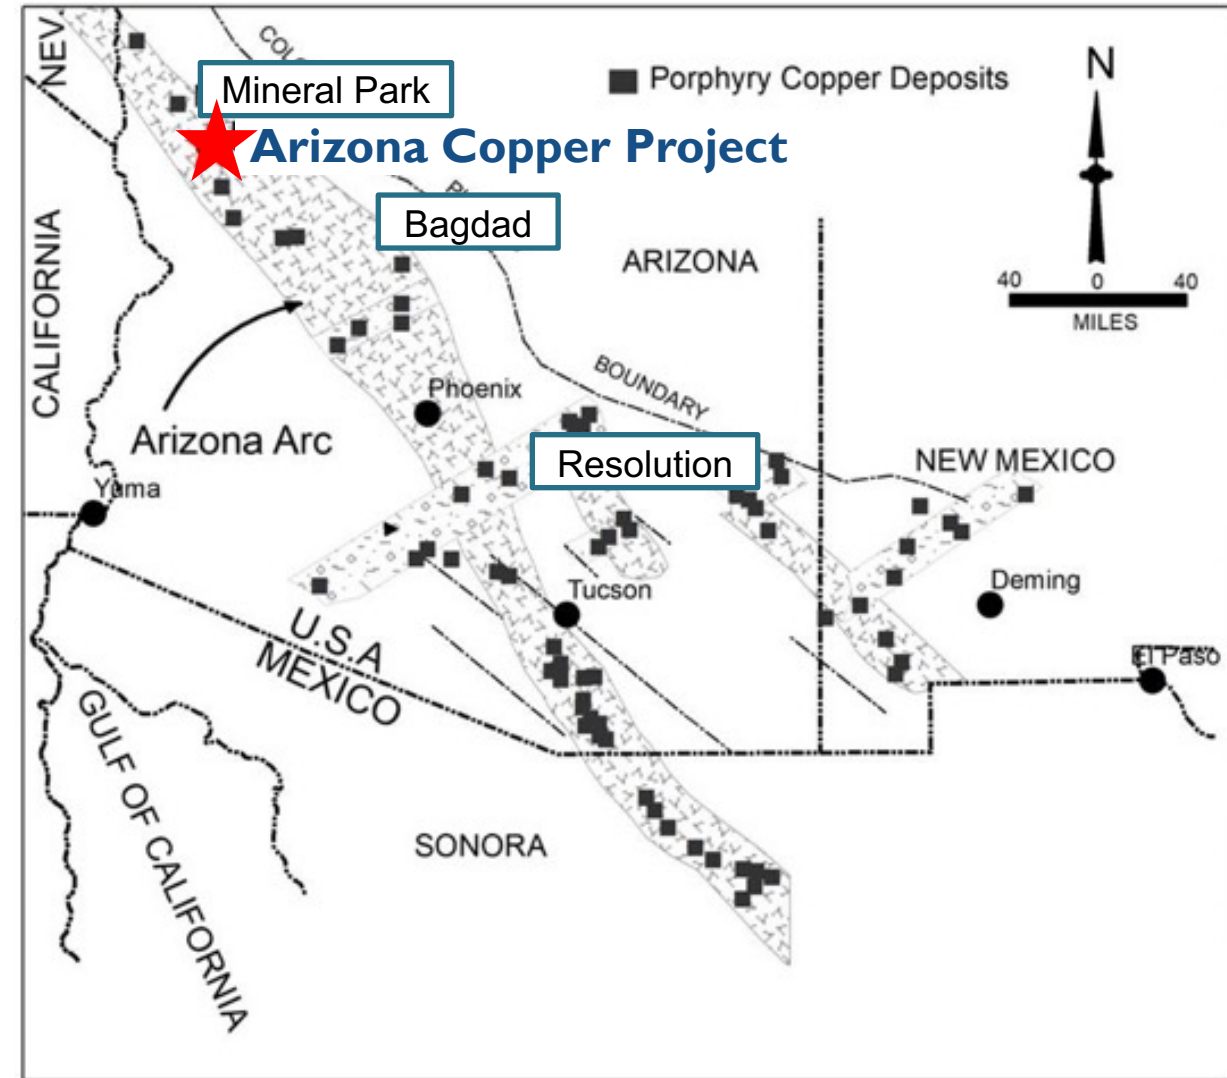 NEV
COLO
Mineral Park
Porphyry Copper Deposits
N
Arizona Copper Project
Bagdad
ARIZONA
CALIFORNIA
40 0 40
MILES
BOUNDARY
Phoenix
Arizona Arc
Resolution
NEW MEXICO
Yuma
Deming
Tucson
U.S.A
MEXICO
El Paso
GULF OF CALIFORNIA
SONORA